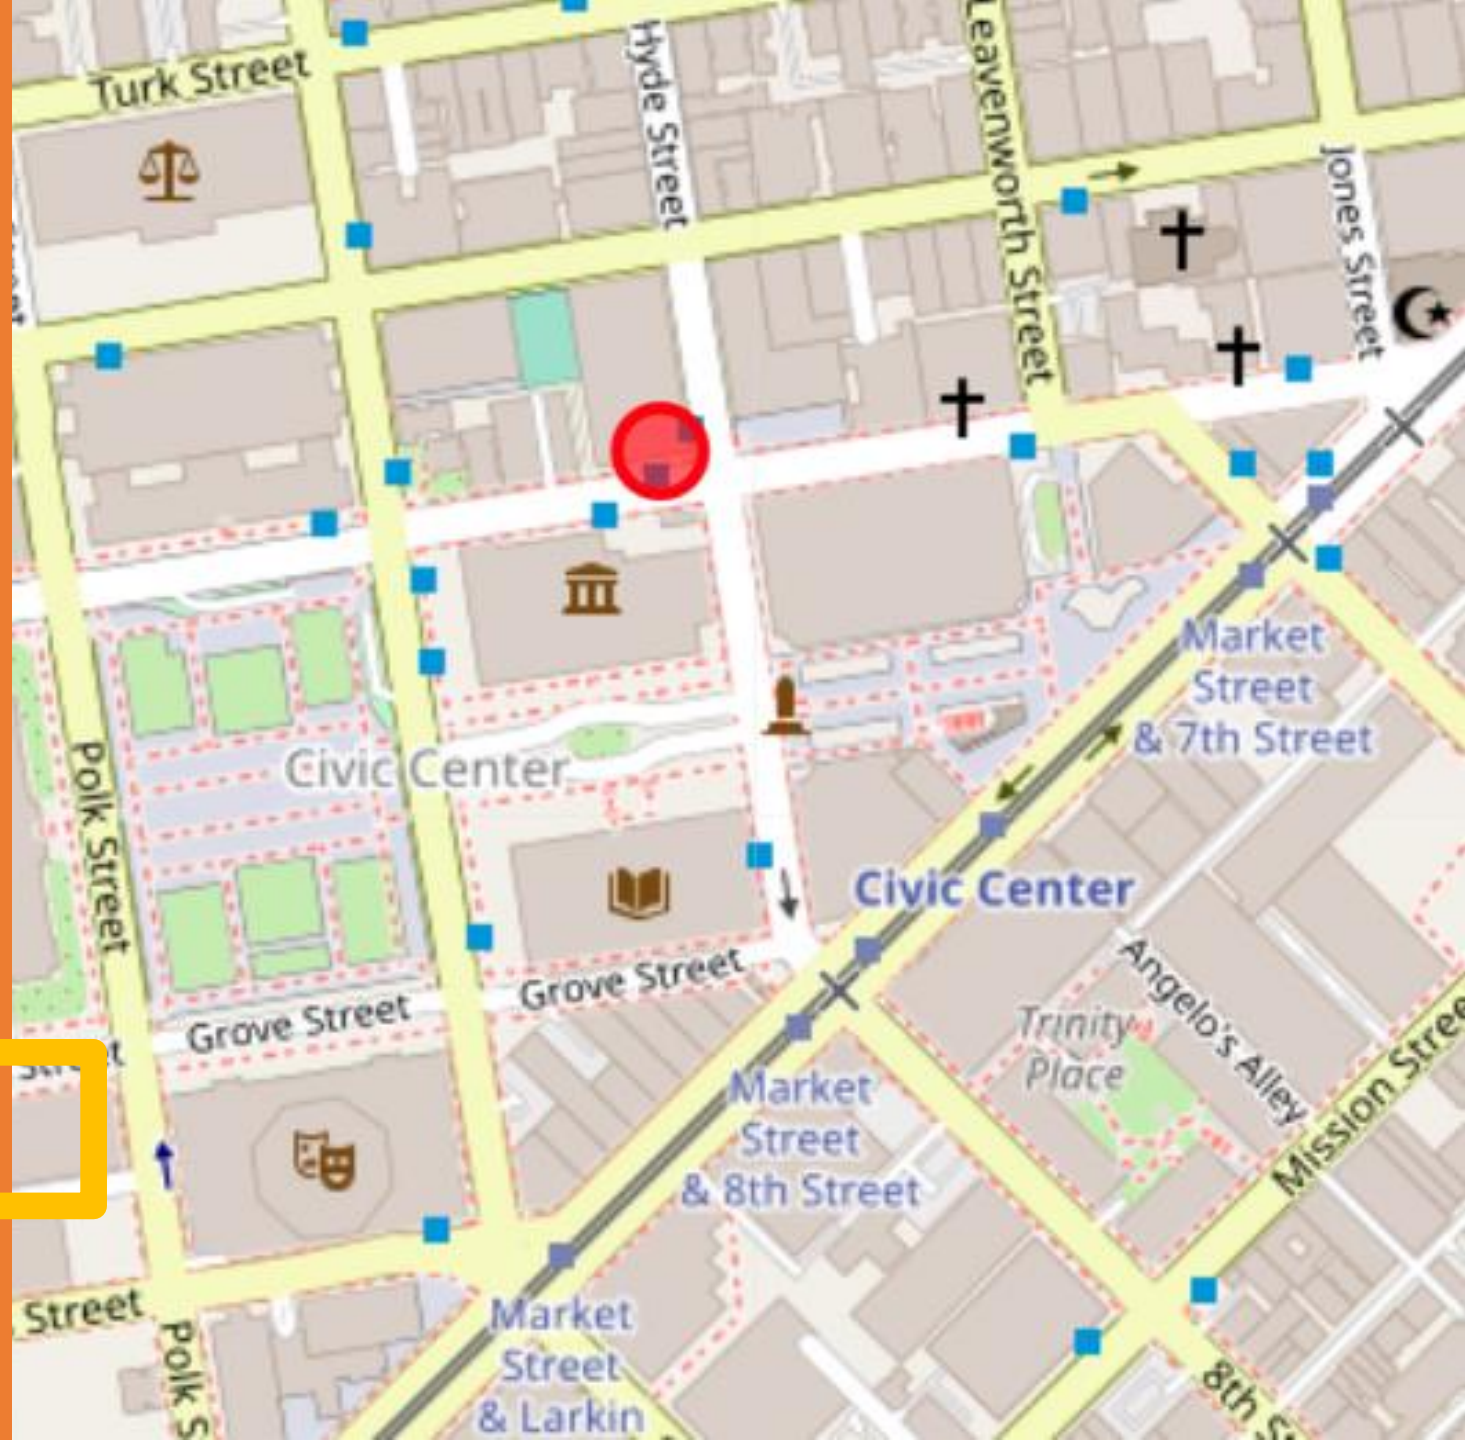 Turk Street
Hyde Street
Leavenworth Street
Jones Street
Market
Street
& 7th Street
Civic Center
Polk Street
Civic Center
Grove Street
Grove Street
Angelo's Alley
Trinity
Place
Market
Street
& 8th Street
Mission Stree
Street
Polk S
Market
Street
& Larkin
8th St